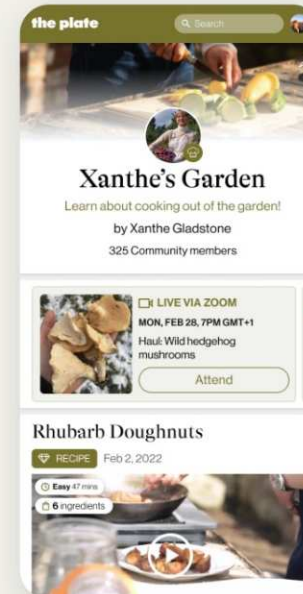 the plate
Search
Xanthe's Garden
Learn about cooking out of the garden!
by Xanthe Gladstone
325 Community members
LIVE VIA ZOOM
MON, FEB 28, 7PM GMT+1
Haul: Wild hedgehog
mushrooms
Attend
Rhubarb Doughnuts
RECIPE Feb 2, 2022
Easy 47 mins
6 ingredients